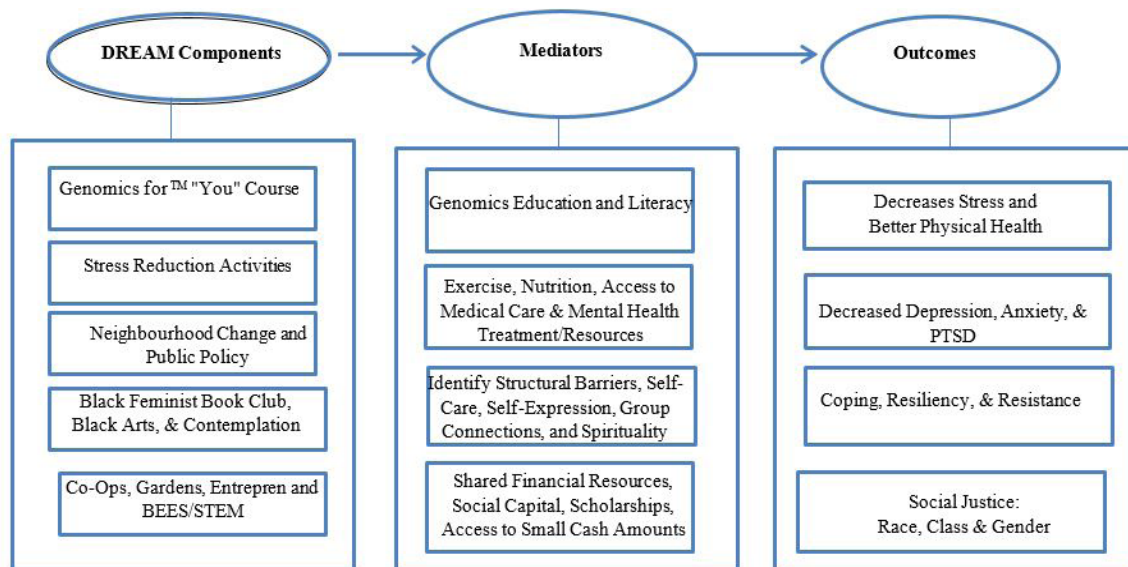 DREAM Components
Mediators
Outcomes
Genomics for™ "You" Course
Stress Reduction Activities
Neighbourhood Change and
Public Policy
Black Feminist Book Club,
Black Arts, & Contemplation
Co-Ops, Gardens, Entrepren and
BEES/STEM
Genomics Education and Literacy
Exercise, Nutrition, Access to
Medical Care & Mental Health
Treatment/Resources
Identify Structural Barriers, Self-
Care, Self-Expression, Group
Connections, and Spirituality
Shared Financial Resources,
Social Capital, Scholarships,
Access to Small Cash Amounts
Decreases Stress and
Better Physical Health
Decreased Depression, Anxiety, &
PTSD
Coping, Resiliency, & Resistance
Social Justice:
Race, Class & Gender